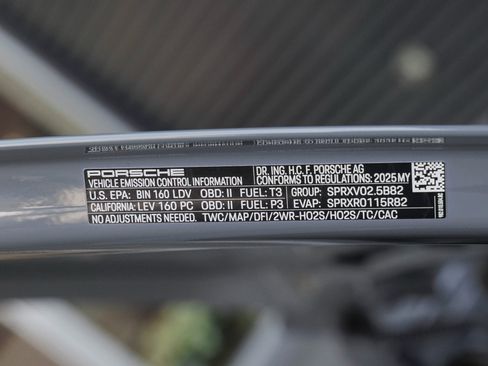 PORSCHE
DR. ING. H.C. F. PORSCHE AG
VEHICLE EMISSION CONTROL INFORMATION
CONFORMS TO REGULATIONS: 2025 MY
U.S. EPA: BIN 160 LDV OBD: II FUEL: T3 GROUP: SPRXV02.5B82
CALIFORNIA: LEV 160 PC OBD: II FUEL: P3 EVAP: SPRXR0115R82
NO ADJUSTMENTS NEEDED. TWC/MAP/DFI/2WR-HO2S/HO2S/TC/CAC